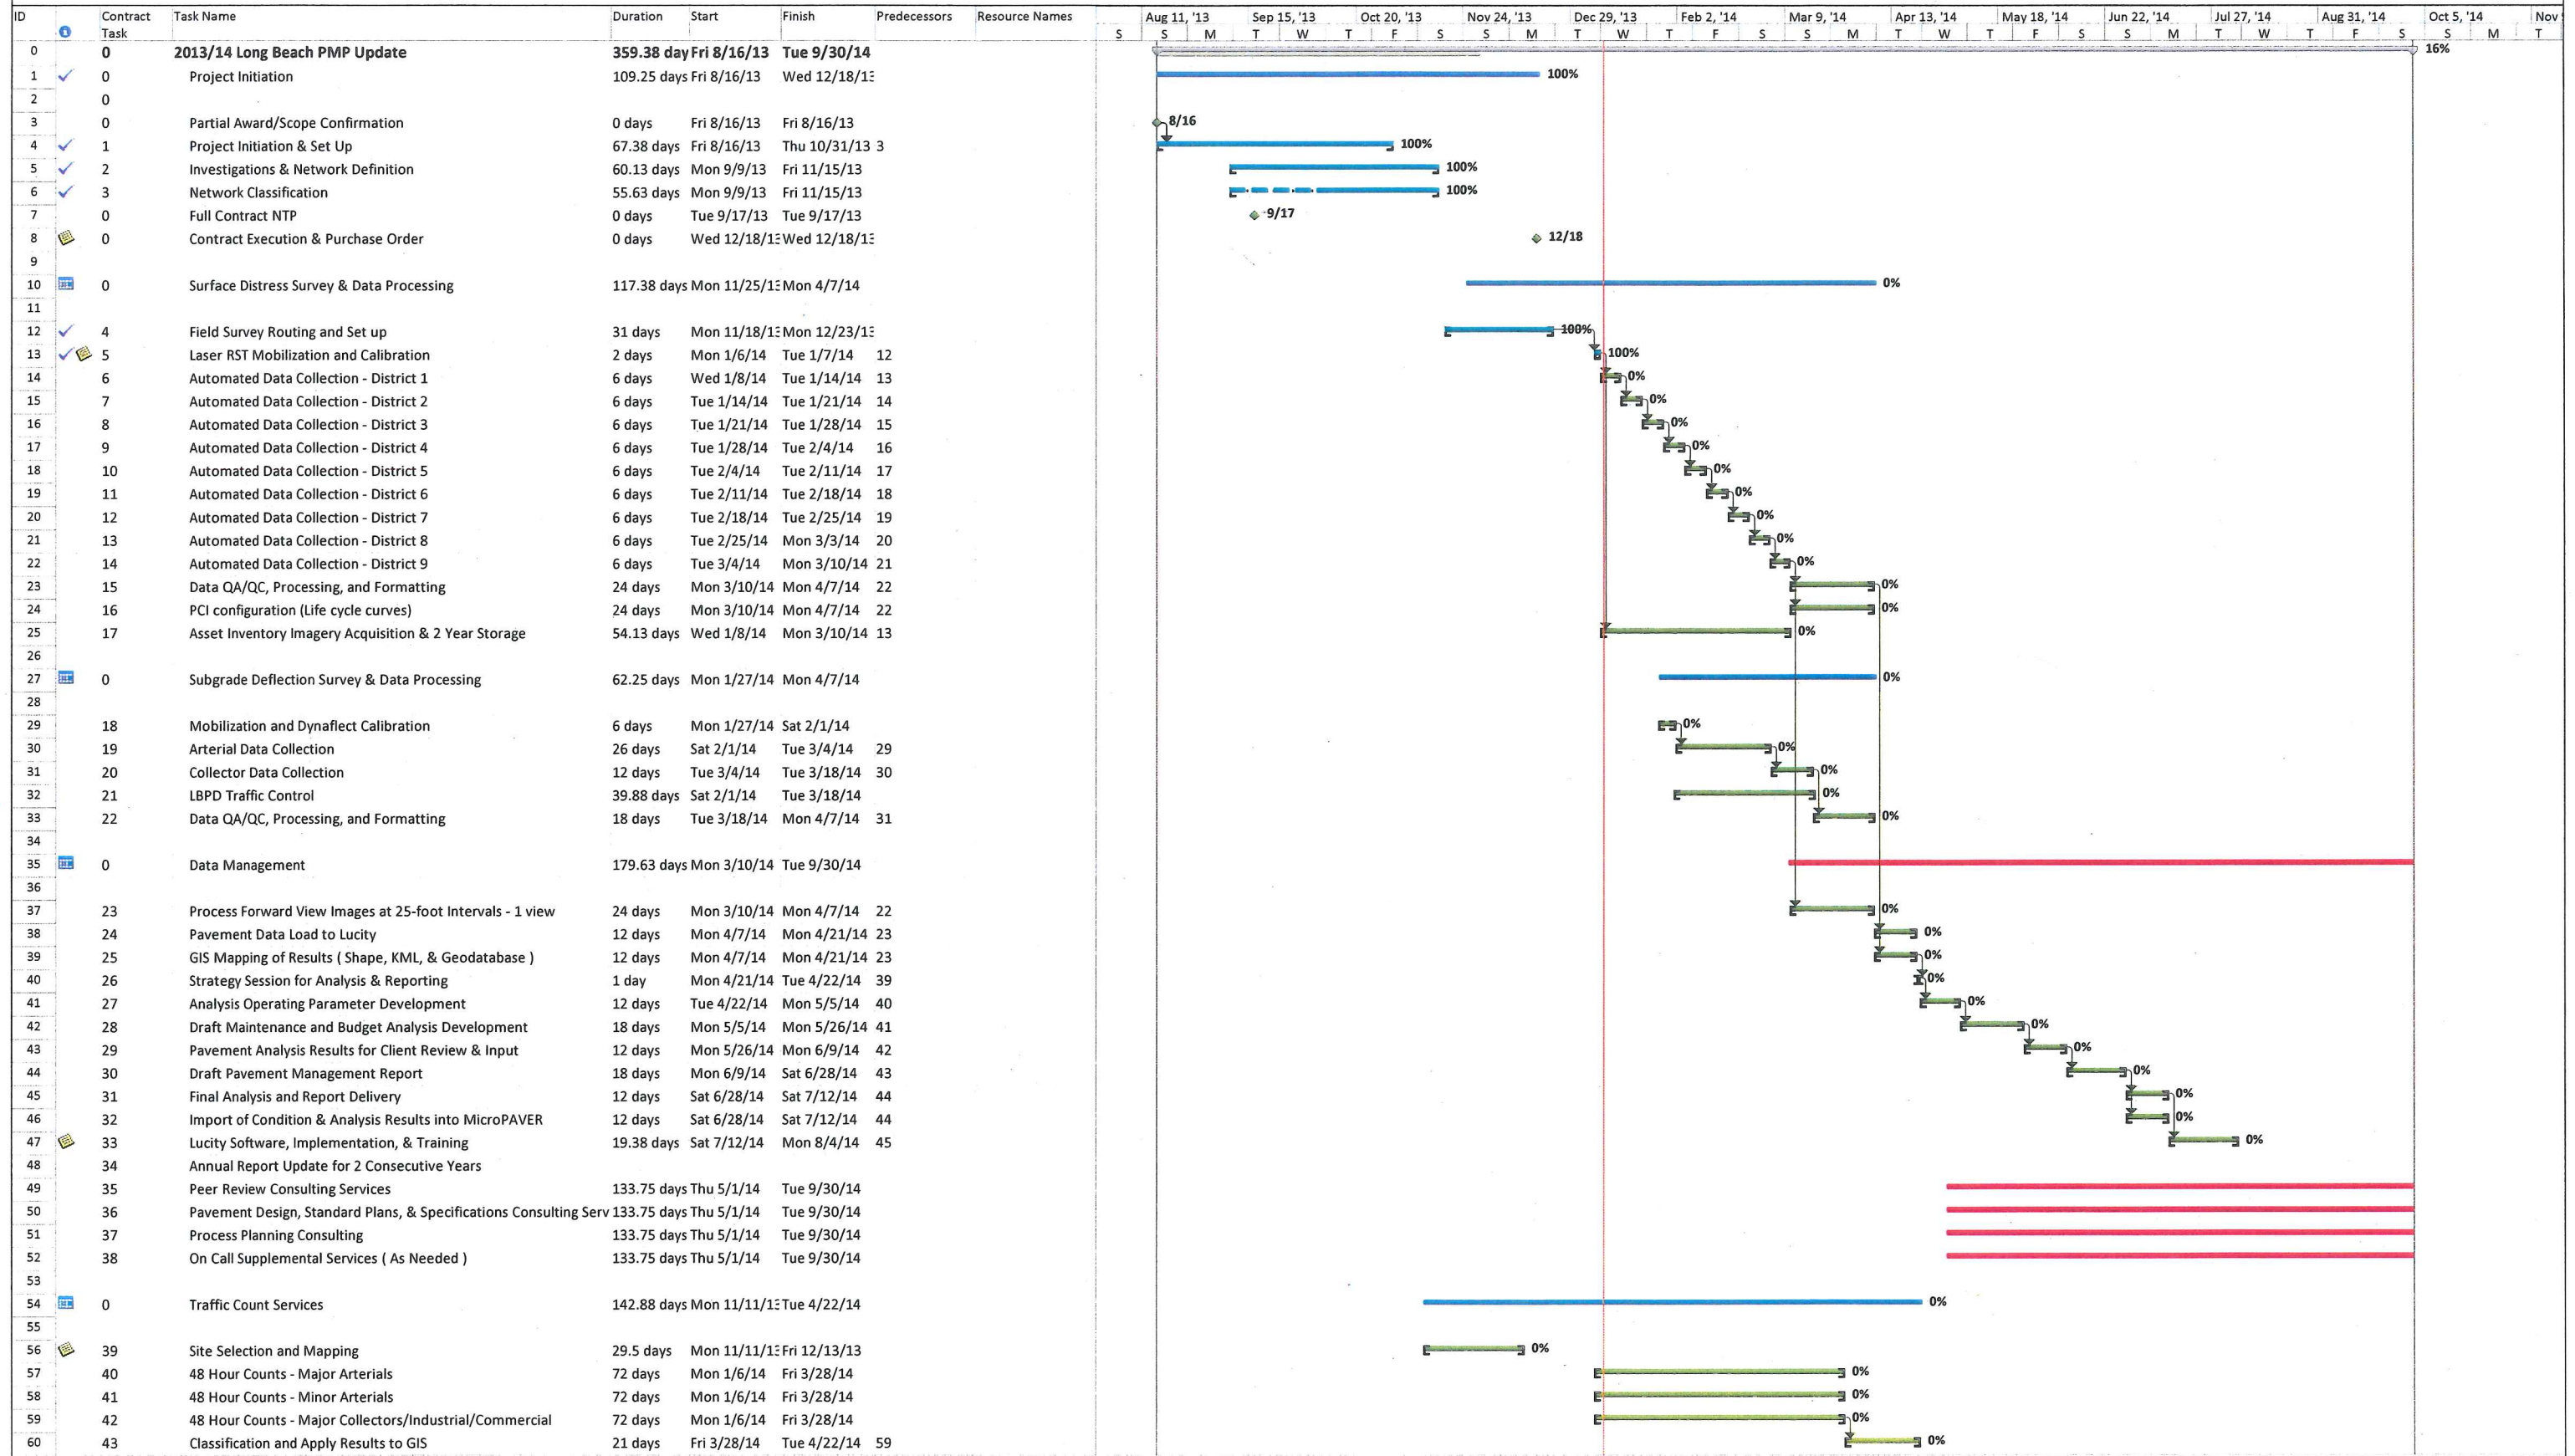 ID Contract Task Task Name Duration Start Finish Predecessors Resource Names Aug 11, '13 Sep 15, '13 Oct 20, '13 Nov 24, '13 Dec 29, '13 Feb 2, '14 Mar 9, '14 Apr 13, '14 May 18, '14 Jun 22, '14 Jul 27, '14 Aug 31, '14 Oct 5, '14 Nov
S S M T W T F S S M T W T F S S M T W T F S S M T W T F S S M T
0 0 2013/14 Long Beach PMP Update 359.38 day Fri 8/16/13 Tue 9/30/14 16%
1 0 Project Initiation 109.25 days Fri 8/16/13 Wed 12/18/13 100%
2 0
3 0 Partial Award/Scope Confirmation 0 days Fri 8/16/13 Fri 8/16/13 8/16
4 1 Project Initiation & Set Up 67.38 days Fri 8/16/13 Thu 10/31/13 3 100%
5 2 Investigations & Network Definition 60.13 days Mon 9/9/13 Fri 11/15/13 100%
6 3 Network Classification 55.63 days Mon 9/9/13 Fri 11/15/13 100%
7 0 Full Contract NTP 0 days Tue 9/17/13 Tue 9/17/13 9/17
8 0 Contract Execution & Purchase Order 0 days Wed 12/18/13 Wed 12/18/13 12/18
9
10 0 Surface Distress Survey & Data Processing 117.38 days Mon 11/25/13 Mon 4/7/14 0%
11
12 4 Field Survey Routing and Set up 31 days Mon 11/18/13 Mon 12/23/13 100%
13 5 Laser RST Mobilization and Calibration 2 days Mon 1/6/14 Tue 1/7/14 12 100%
14 6 Automated Data Collection - District 1 6 days Wed 1/8/14 Tue 1/14/14 13 0%
15 7 Automated Data Collection - District 2 6 days Tue 1/14/14 Tue 1/21/14 14 0%
16 8 Automated Data Collection - District 3 6 days Tue 1/21/14 Tue 1/28/14 15 0%
17 9 Automated Data Collection - District 4 6 days Tue 1/28/14 Tue 2/4/14 16 0%
18 10 Automated Data Collection - District 5 6 days Tue 2/4/14 Tue 2/11/14 17 0%
19 11 Automated Data Collection - District 6 6 days Tue 2/11/14 Tue 2/18/14 18 0%
20 12 Automated Data Collection - District 7 6 days Tue 2/18/14 Tue 2/25/14 19 0%
21 13 Automated Data Collection - District 8 6 days Tue 2/25/14 Mon 3/3/14 20 0%
22 14 Automated Data Collection - District 9 6 days Tue 3/4/14 Mon 3/10/14 21 0%
23 15 Data QA/QC, Processing, and Formatting 24 days Mon 3/10/14 Mon 4/7/14 22 0%
24 16 PCI configuration (Life cycle curves) 24 days Mon 3/10/14 Mon 4/7/14 22 0%
25 17 Asset Inventory Imagery Acquisition & 2 Year Storage 54.13 days Wed 1/8/14 Mon 3/10/14 13 0%
26
27 0 Subgrade Deflection Survey & Data Processing 62.25 days Mon 1/27/14 Mon 4/7/14 0%
28
29 18 Mobilization and Dynaflect Calibration 6 days Mon 1/27/14 Sat 2/1/14 0%
30 19 Arterial Data Collection 26 days Sat 2/1/14 Tue 3/4/14 29 0%
31 20 Collector Data Collection 12 days Tue 3/4/14 Tue 3/18/14 30 0%
32 21 LBPD Traffic Control 39.88 days Sat 2/1/14 Tue 3/18/14 0%
33 22 Data QA/QC, Processing, and Formatting 18 days Tue 3/18/14 Mon 4/7/14 31 0%
34
35 0 Data Management 179.63 days Mon 3/10/14 Tue 9/30/14
36
37 23 Process Forward View Images at 25-foot Intervals - 1 view 24 days Mon 3/10/14 Mon 4/7/14 22 0%
38 24 Pavement Data Load to Lucity 12 days Mon 4/7/14 Mon 4/21/14 23 0%
39 25 GIS Mapping of Results ( Shape, KML, & Geodatabase ) 12 days Mon 4/7/14 Mon 4/21/14 23 0%
40 26 Strategy Session for Analysis & Reporting 1 day Mon 4/21/14 Tue 4/22/14 39 0%
41 27 Analysis Operating Parameter Development 12 days Tue 4/22/14 Mon 5/5/14 40 0%
42 28 Draft Maintenance and Budget Analysis Development 18 days Mon 5/5/14 Mon 5/26/14 41 0%
43 29 Pavement Analysis Results for Client Review & Input 12 days Mon 5/26/14 Mon 6/9/14 42 0%
44 30 Draft Pavement Management Report 18 days Mon 6/9/14 Sat 6/28/14 43 0%
45 31 Final Analysis and Report Delivery 12 days Sat 6/28/14 Sat 7/12/14 44 0%
46 32 Import of Condition & Analysis Results into MicroPAVER 12 days Sat 6/28/14 Sat 7/12/14 44 0%
47 33 Lucity Software, Implementation, & Training 19.38 days Sat 7/12/14 Mon 8/4/14 45 0%
48 34 Annual Report Update for 2 Consecutive Years
49 35 Peer Review Consulting Services 133.75 days Thu 5/1/14 Tue 9/30/14
50 36 Pavement Design, Standard Plans, & Specifications Consulting Serv 133.75 days Thu 5/1/14 Tue 9/30/14
51 37 Process Planning Consulting 133.75 days Thu 5/1/14 Tue 9/30/14
52 38 On Call Supplemental Services ( As Needed ) 133.75 days Thu 5/1/14 Tue 9/30/14
53
54 0 Traffic Count Services 142.88 days Mon 11/11/13 Tue 4/22/14 0%
55
56 39 Site Selection and Mapping 29.5 days Mon 11/11/13 Fri 12/13/13 0%
57 40 48 Hour Counts - Major Arterials 72 days Mon 1/6/14 Fri 3/28/14 0%
58 41 48 Hour Counts - Minor Arterials 72 days Mon 1/6/14 Fri 3/28/14 0%
59 42 48 Hour Counts - Major Collectors/Industrial/Commercial 72 days Mon 1/6/14 Fri 3/28/14 0%
60 43 Classification and Apply Results to GIS 21 days Fri 3/28/14 Tue 4/22/14 59 0%